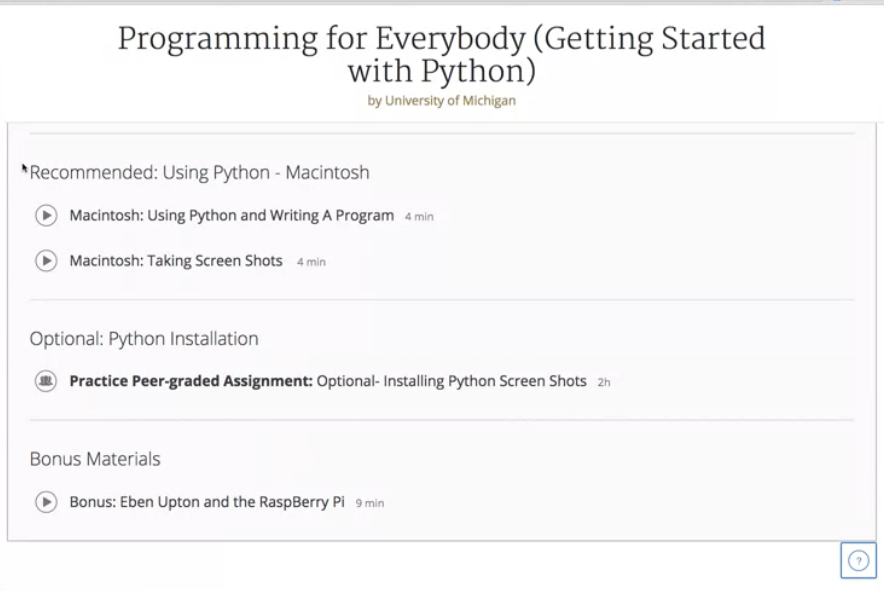 Programming for Everybody (Getting Started
with Python)
by University of Michigan
Recommended: Using Python - Macintosh
Macintosh: Using Python and Writing A Program 4 min
Macintosh: Taking Screen Shots 4 min
Optional: Python Installation
Practice Peer-graded Assignment: Optional- Installing Python Screen Shots 2h
Bonus Materials
Bonus: Eben Upton and the RaspBerry Pi 9 min
?